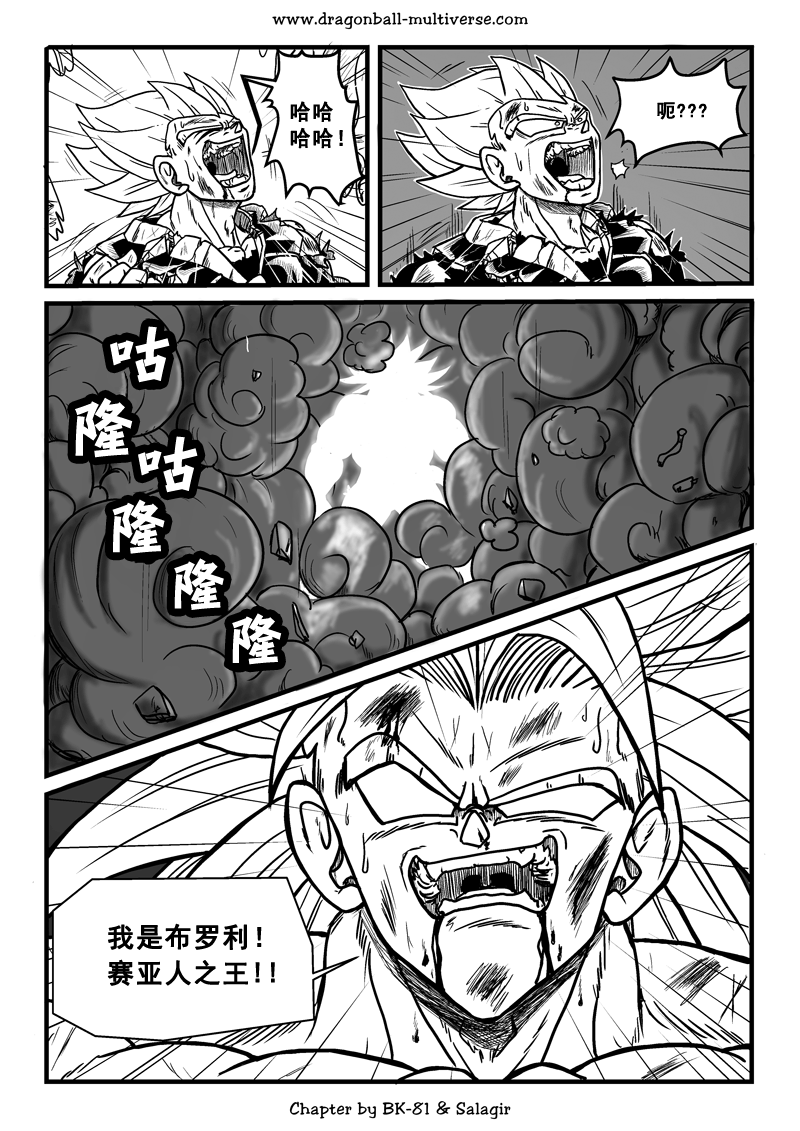 www.dragonball-multiverse.com
哈哈
哈哈！
呃???
咕
隆
咕
隆
隆
隆
我是布罗利！
赛亚人之王!!
Chapter by BK-81 & Salagir